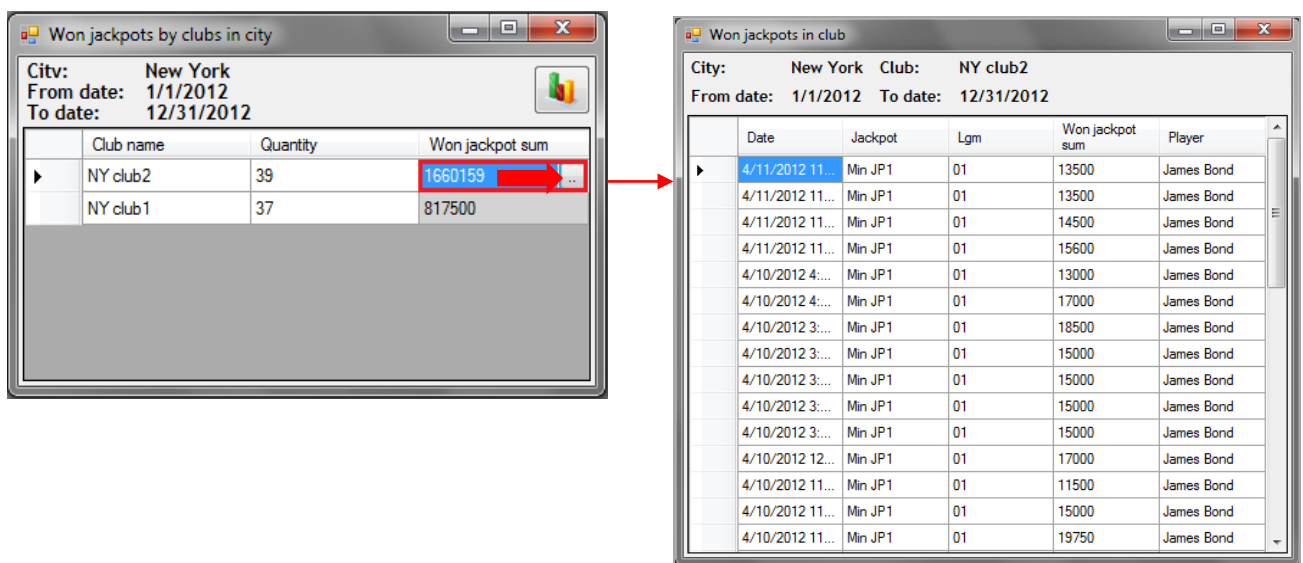 Won jackpots by clubs in city
City: New York
From date: 1/1/2012
To date: 12/31/2012
Club name Quantity Won jackpot sum
NY club2 39 1660159 ..
NY club1 37 817500
Won jackpots in club
City: New York Club: NY club2
From date: 1/1/2012 To date: 12/31/2012
Date Jackpot Lgm Won jackpot sum Player
4/11/2012 11... Min JP1 01 13500 James Bond
4/11/2012 11... Min JP1 01 13500 James Bond
4/11/2012 11... Min JP1 01 14500 James Bond
4/11/2012 11... Min JP1 01 15600 James Bond
4/10/2012 4:... Min JP1 01 13000 James Bond
4/10/2012 4:... Min JP1 01 17000 James Bond
4/10/2012 3:... Min JP1 01 18500 James Bond
4/10/2012 3:... Min JP1 01 15000 James Bond
4/10/2012 3:... Min JP1 01 15000 James Bond
4/10/2012 3:... Min JP1 01 15000 James Bond
4/10/2012 3:... Min JP1 01 15000 James Bond
4/10/2012 12... Min JP1 01 17000 James Bond
4/10/2012 11... Min JP1 01 11500 James Bond
4/10/2012 11... Min JP1 01 15000 James Bond
4/10/2012 11... Min JP1 01 19750 James Bond